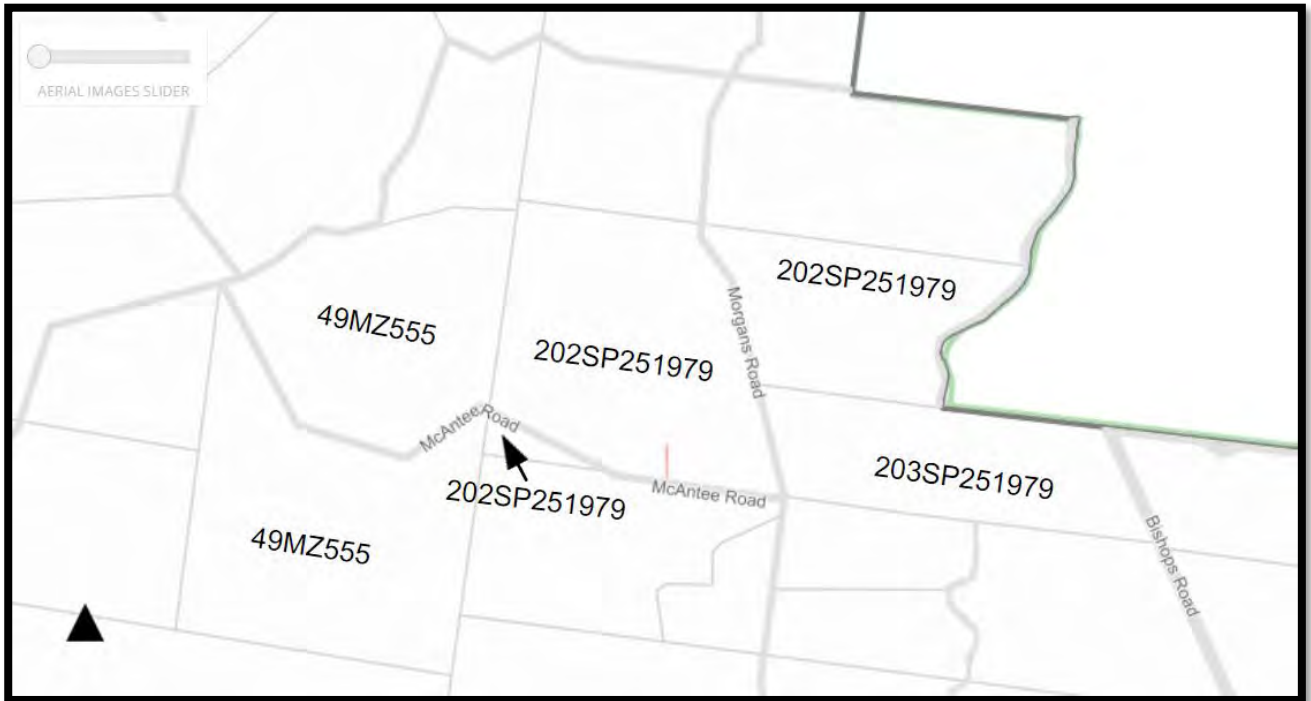 AERIAL IMAGES SLIDER
202SP251979
49MZ555
Morgans Road
202SP251979
McAntee Road
203SP251979
McAntee Road
202SP251979
49MZ555
Bishops Road